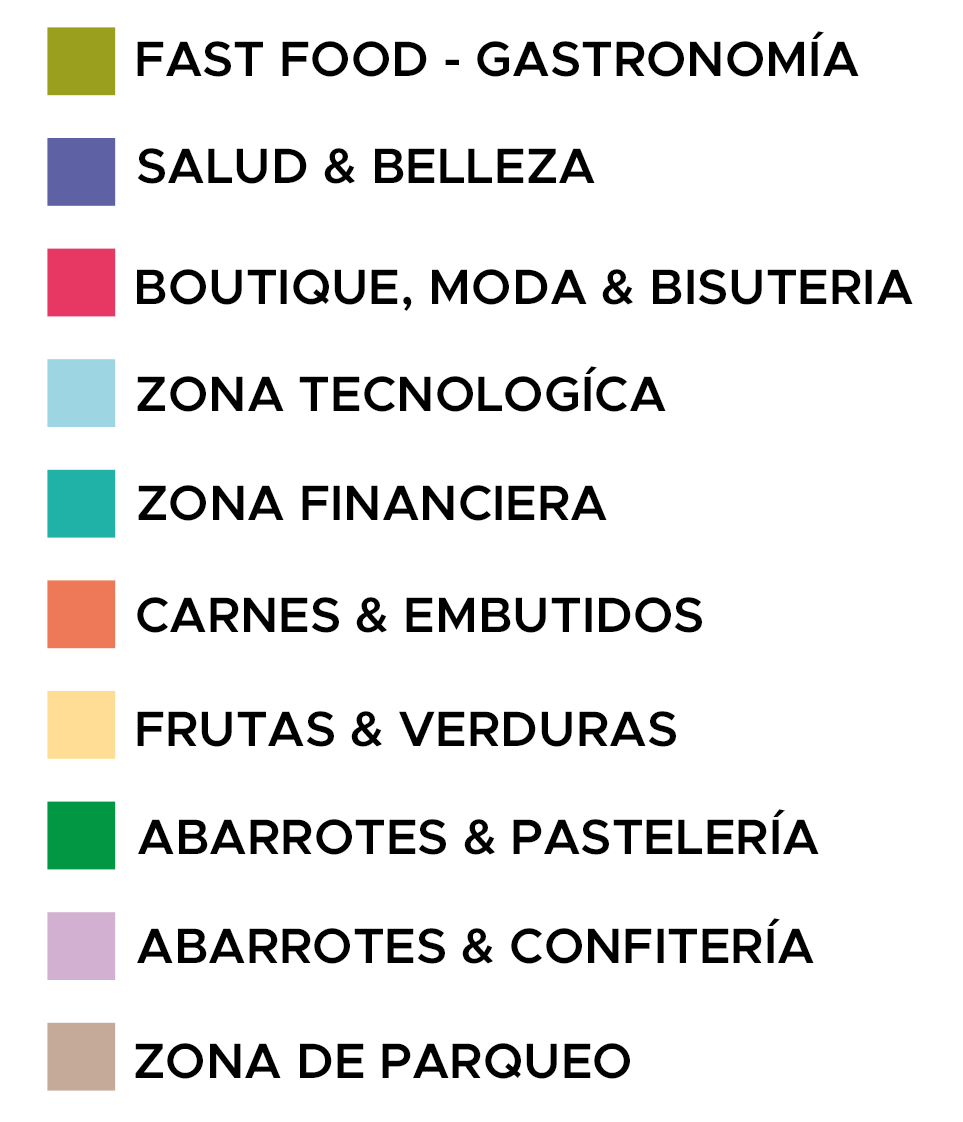 FAST FOOD - GASTRONOMÍA
SALUD & BELLEZA
BOUTIQUE, MODA & BISUTERIA
ZONA TECNOLOGÍCA
ZONA FINANCIERA
CARNES & EMBUTIDOS
FRUTAS & VERDURAS
ABARROTES & PASTELERÍA
ABARROTES & CONFITERÍA
ZONA DE PARQUEO